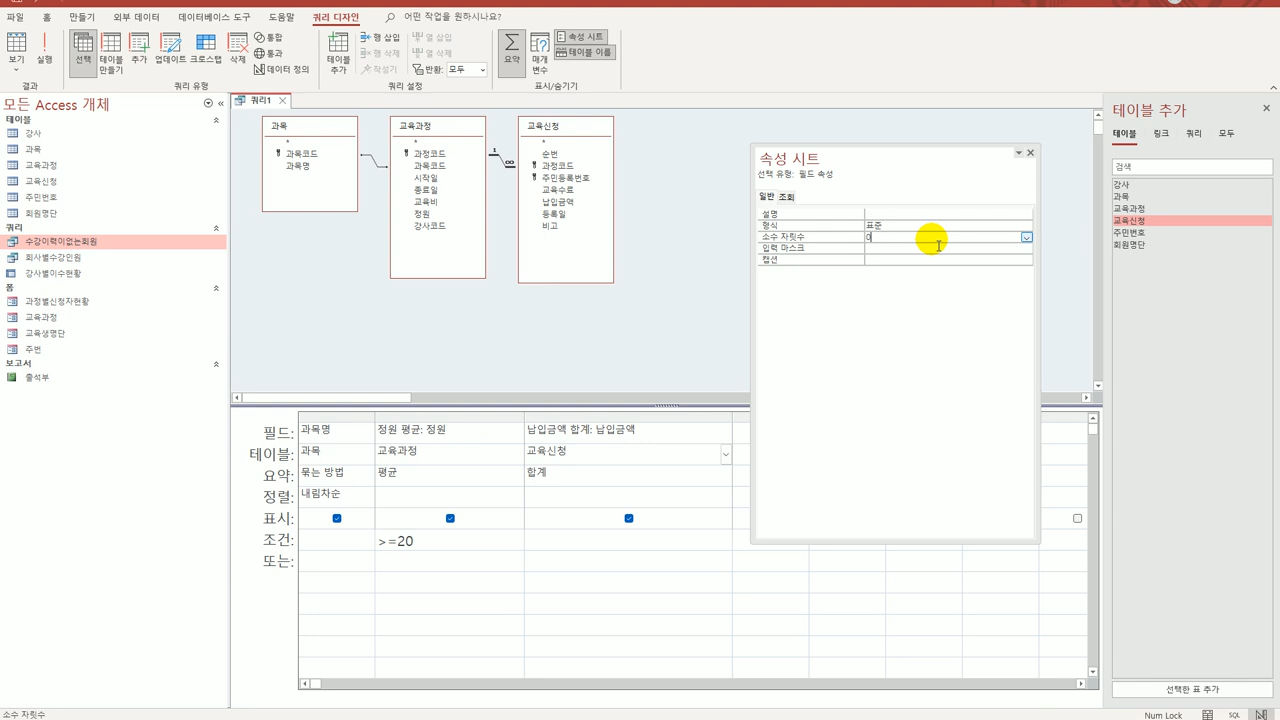 파일 홈 만들기 외부 데이터 데이터베이스 도구 도움말 쿼리 디자인 어떤 작업을 원하시나요?
보기 실행 선택 테이블 만들기 추가 업데이트 크로스탭 삭제 통합 통과 데이터 정의 테이블 추가 행 삽입 행 삭제 작성기 열 삽입 열 삭제 반환: 모두 요약 매개 변수 속성 시트 테이블 이름
결과 쿼리 유형 쿼리 설정 표시/숨기기
모든 Access 개체
테이블
강사
과목
교육과정
교육신청
주민번호
회원명단
쿼리
수강이력이없는회원
회사별수강인원
강사별이수현황
폼
과정별신청자현황
교육과정
교육생명단
주번
보고서
출석부
쿼리1
과목
*
과목코드
과목명
교육과정
*
과정코드
과목코드
시작일
종료일
교육비
정원
강사코드
1
∞
교육신청
*
순번
과정코드
주민등록번호
교육수료
납입금액
등록일
비고
속성 시트
선택 유형: 필드 속성
일반 조회
설명
형식 표준
소수 자릿수 0
입력 마스크
캡션
필드: 과목명 정원 평균: 정원 납입금액 합계: 납입금액
테이블: 과목 교육과정 교육신청
요약: 묶는 방법 평균 합계
정렬: 내림차순
표시:
조건: >=20
또는:
테이블 추가
테이블 링크 쿼리 모두
검색
강사
과목
교육과정
교육신청
주민번호
회원명단
선택한 표 추가
소수 자릿수
Num Lock SQL